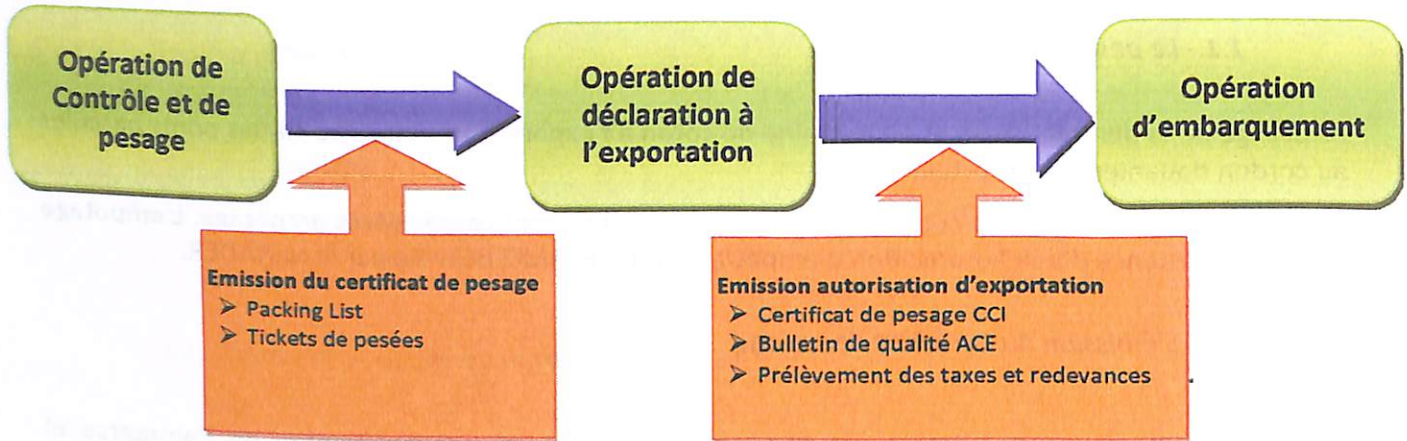 Opération de
Contrôle et de
pesage
Opération de
déclaration à
l'exportation
Opération
d'embarquement
Emission du certificat de pesage
➢ Packing List
➢ Tickets de pesées
Emission autorisation d'exportation
➢ Certificat de pesage CCI
➢ Bulletin de qualité ACE
➢ Prélèvement des taxes et redevances .